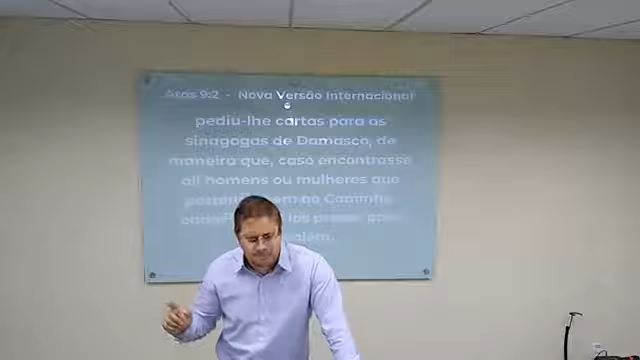 Atos 9:2 - Nova Versão Internacional
pediu-lhe cartas para as
sinagogas de Damasco, de
maneira que, caso encontrasse
ali homens ou mulheres que
ao Caminho